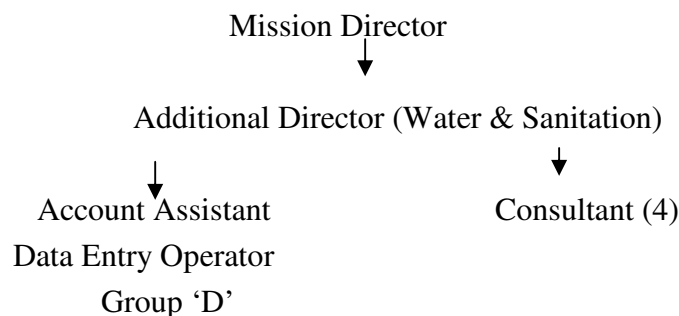 Mission Director
Additional Director (Water & Sanitation)
Account Assistant Consultant (4)
Data Entry Operator
Group ‘D’